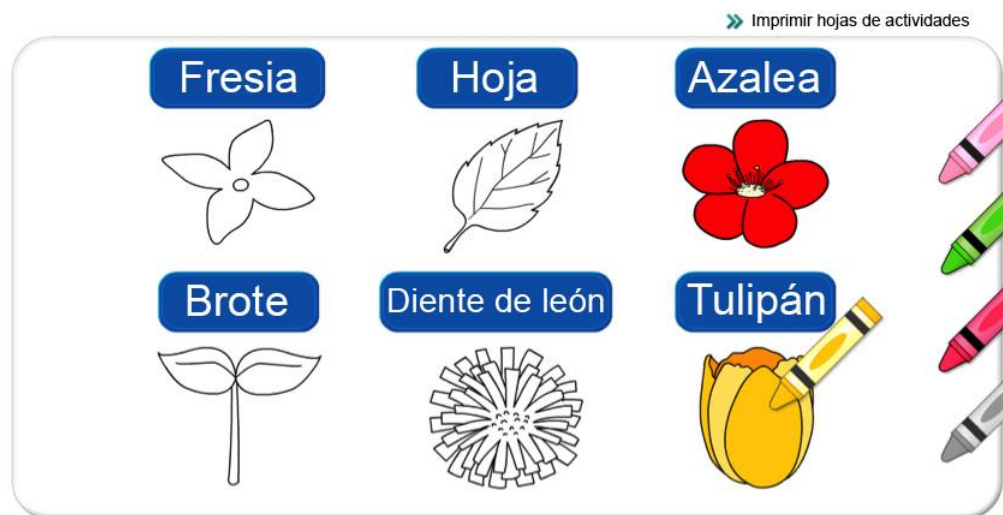 Imprimir hojas de actividades
Fresia
Hoja
Azalea
Brote
Diente de león
Tulipán